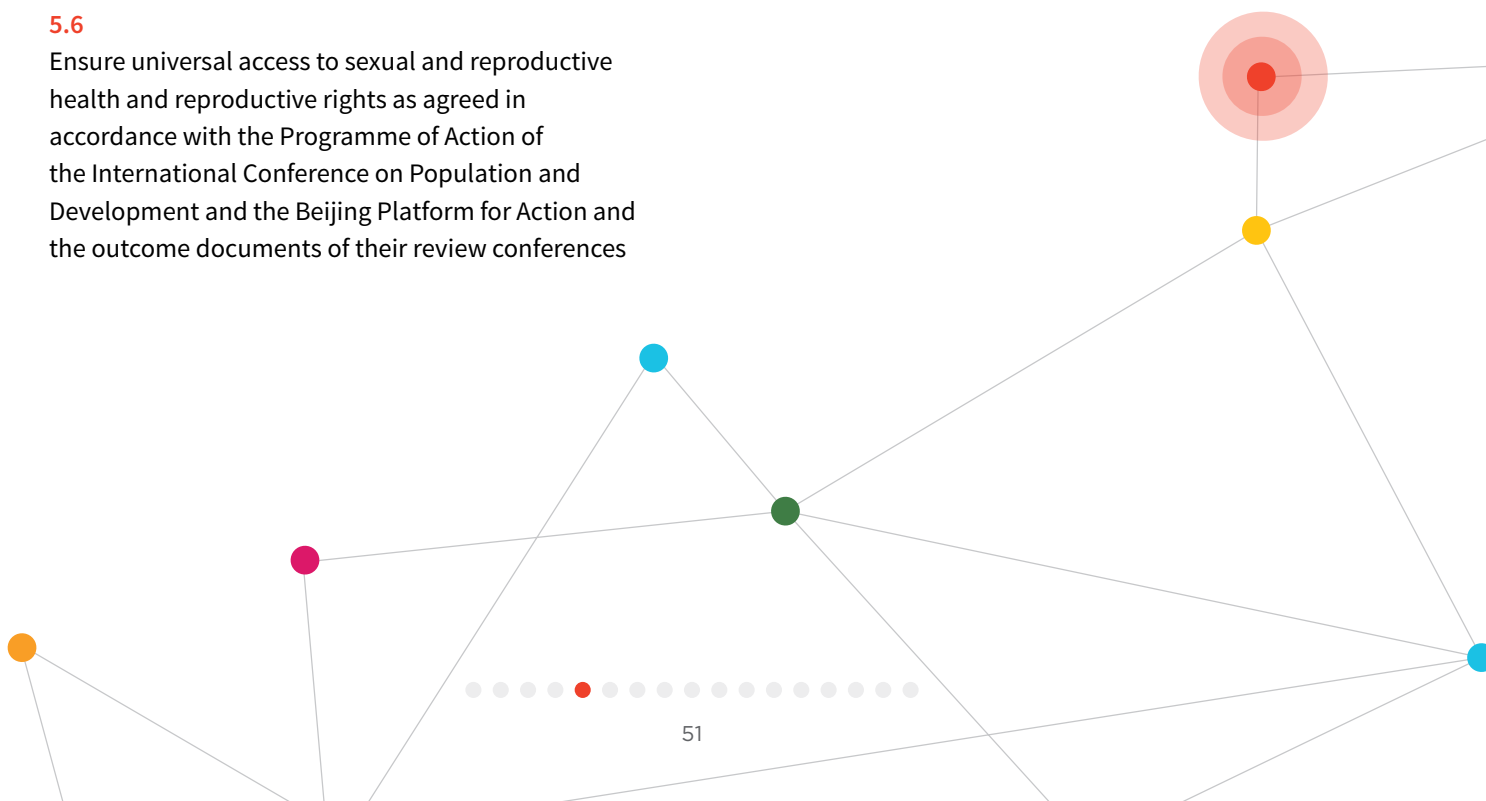 5.6
Ensure universal access to sexual and reproductive
health and reproductive rights as agreed in
accordance with the Programme of Action of
the International Conference on Population and
Development and the Beijing Platform for Action and
the outcome documents of their review conferences
51